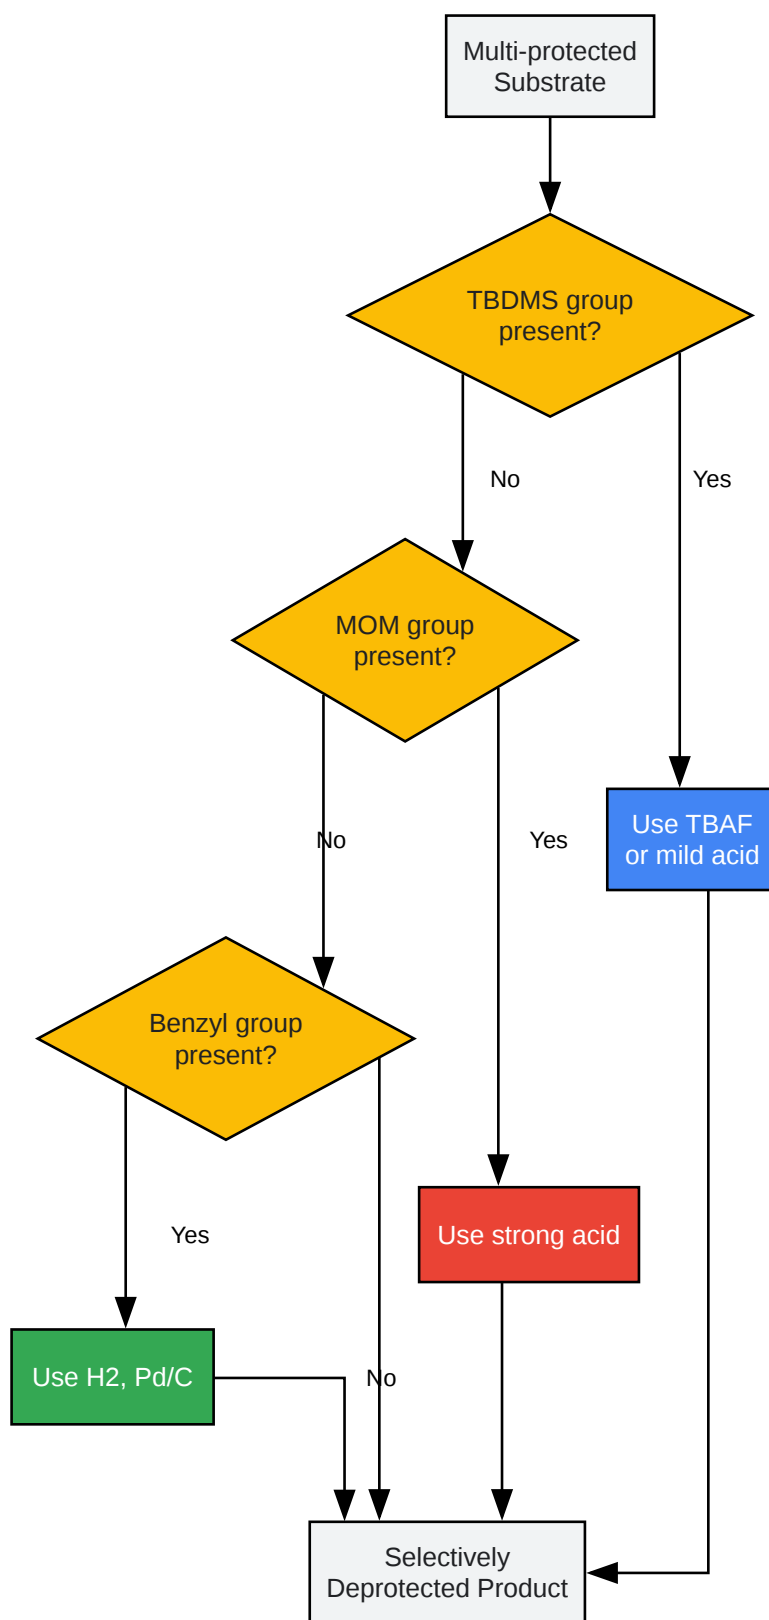 Multi-protected
Substrate
TBDMS group
present?
No
Yes
MOM group
present?
No
Yes
Use TBAF
or mild acid
Benzyl group
present?
Yes
Use strong acid
Use H2, Pd/C
No
Selectively
Deprotected Product